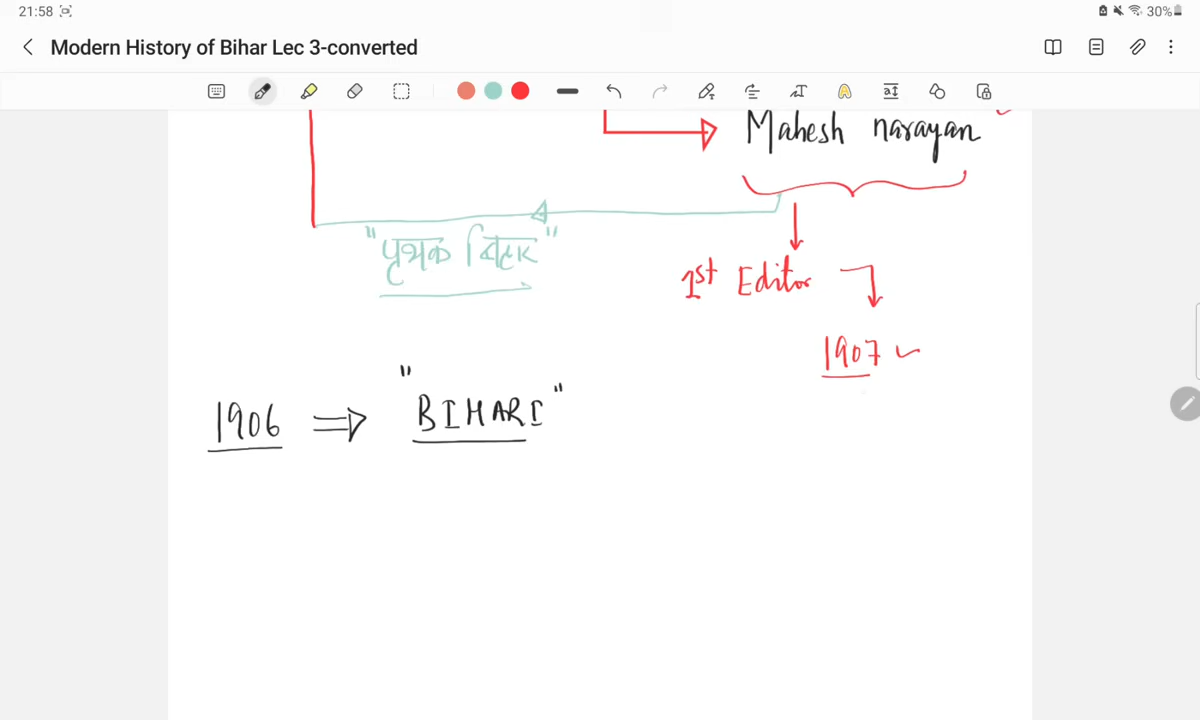 21:58
30%
Modern History of Bihar Lec 3-converted
Mahesh narayan
"पृथक बिहार"
1st Editor
1907
1906 ⇒ "BIHARI"